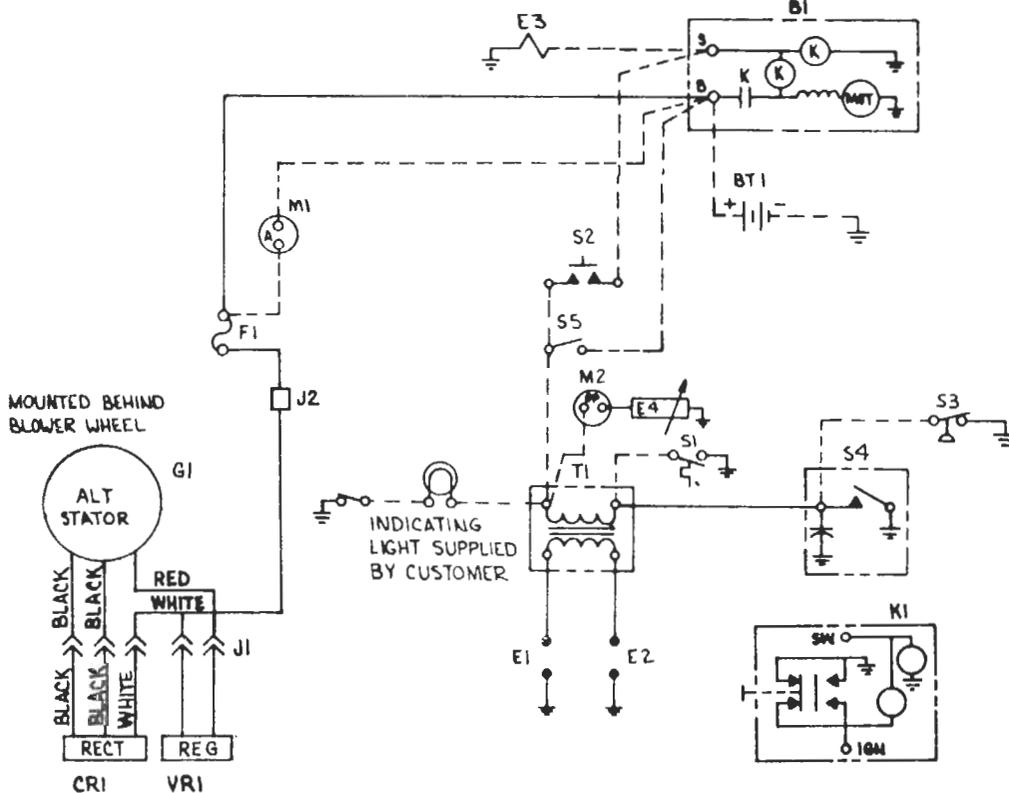 B1
E3
S
K
K
K
B
MOT
BT1
+
-
M1
A
S2
S5
F1
J2
M2
E4
S3
MOUNTED BEHIND
BLOWER WHEEL
G1
S1
S4
T1
ALT
STATOR
INDICATING
LIGHT SUPPLIED
BY CUSTOMER
BLACK
BLACK
RED
WHITE
J1
K1
SW
E1
E2
BLACK
BLACK
WHITE
IGN
RECT
REG
CR1
VR1